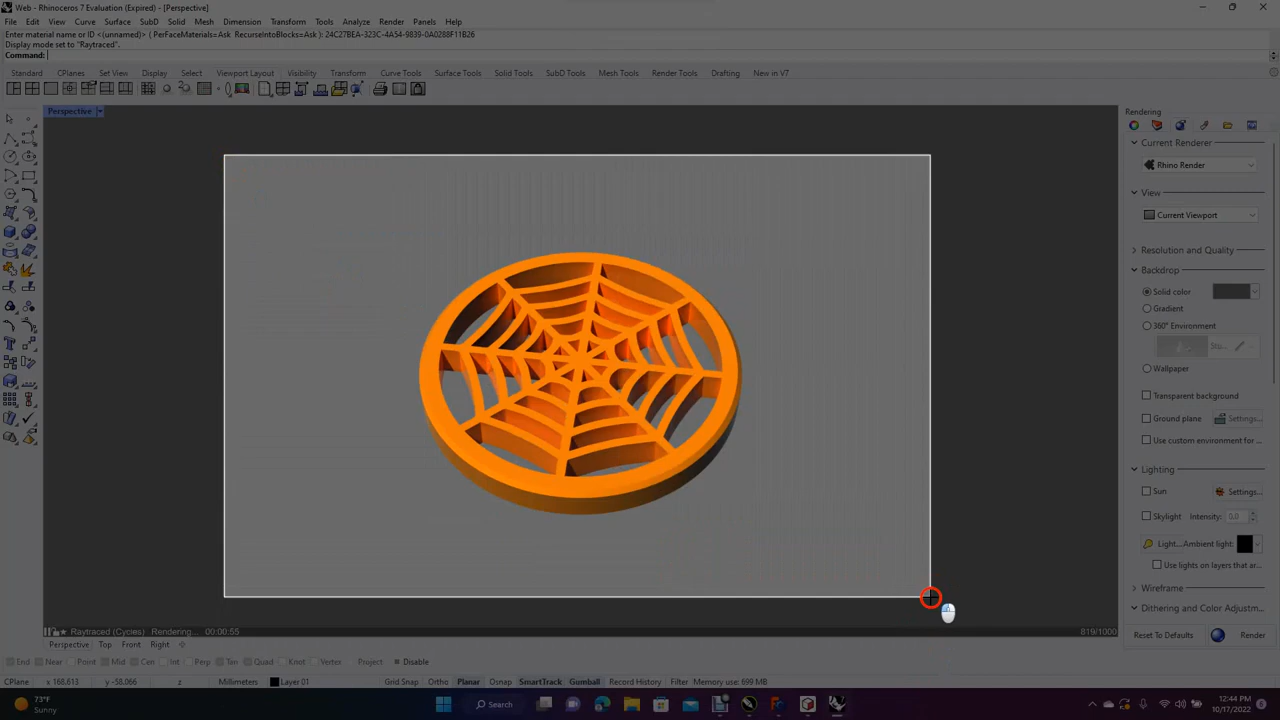 Web - Rhinoceros 7 Evaluation (Expired) - [Perspective]
File Edit View Curve Surface SubD Solid Mesh Dimension Transform Tools Analyze Render Panels Help
Enter material name or ID <(unnamed)> ( PerFaceMaterials=Ask RecurseIntoBlocks=Ask ): 24C27BEA-323C-4A54-9839-0A0288F11B26
Display mode set to "Raytraced".
Command:
Standard CPlanes Set View Display Select Viewport Layout Visibility Transform Curve Tools Surface Tools Solid Tools SubD Tools Mesh Tools Render Tools Drafting New in V7
Perspective
Rendering
Current Renderer
Rhino Render
View
Current Viewport
Resolution and Quality
Backdrop
Solid color
Gradient
360° Environment
Stu...
Wallpaper
Transparent background
Ground plane Settings...
Use custom environment for ...
Lighting
Sun Settings...
Skylight Intensity: 0.0
Light... Ambient light:
Use lights on layers that ar...
Wireframe
Dithering and Color Adjustm...
Raytraced (Cycles) Rendering... 00:00:55 819/1000
Perspective Top Front Right
Reset To Defaults Render
End Near Point Mid Cen Int Perp Tan Quad Knot Vertex Project Disable
CPlane x 168.613 y -58.066 z Millimeters Layer 01 Grid Snap Ortho Planar Osnap SmartTrack Gumball Record History Filter Memory use: 699 MB
73°F
Sunny
Search
12:44 PM
10/17/2022